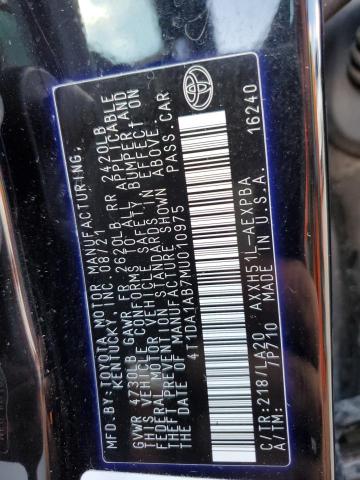 MFD.BY:TOYOTA MOTOR MANUFACTURING,
KENTUCKY, INC. 08/21
GVWR 4730LB GAWR FR 2620LB RR 2420LB
THIS VEHICLE CONFORMS TO ALL APPLICABLE
FEDERAL MOTOR VEHICLE SAFETY, BUMPER, AND
THEFT PREVENTION STANDARDS IN EFFECT ON
THE DATE OF MANUFACTURE SHOWN ABOVE.
4T1DA1AB7MU010975 PASS.CAR
C/TR:218/LA20 AXXH51L-AEXPBA
A/TM: 7P710 U.S.A. 16240